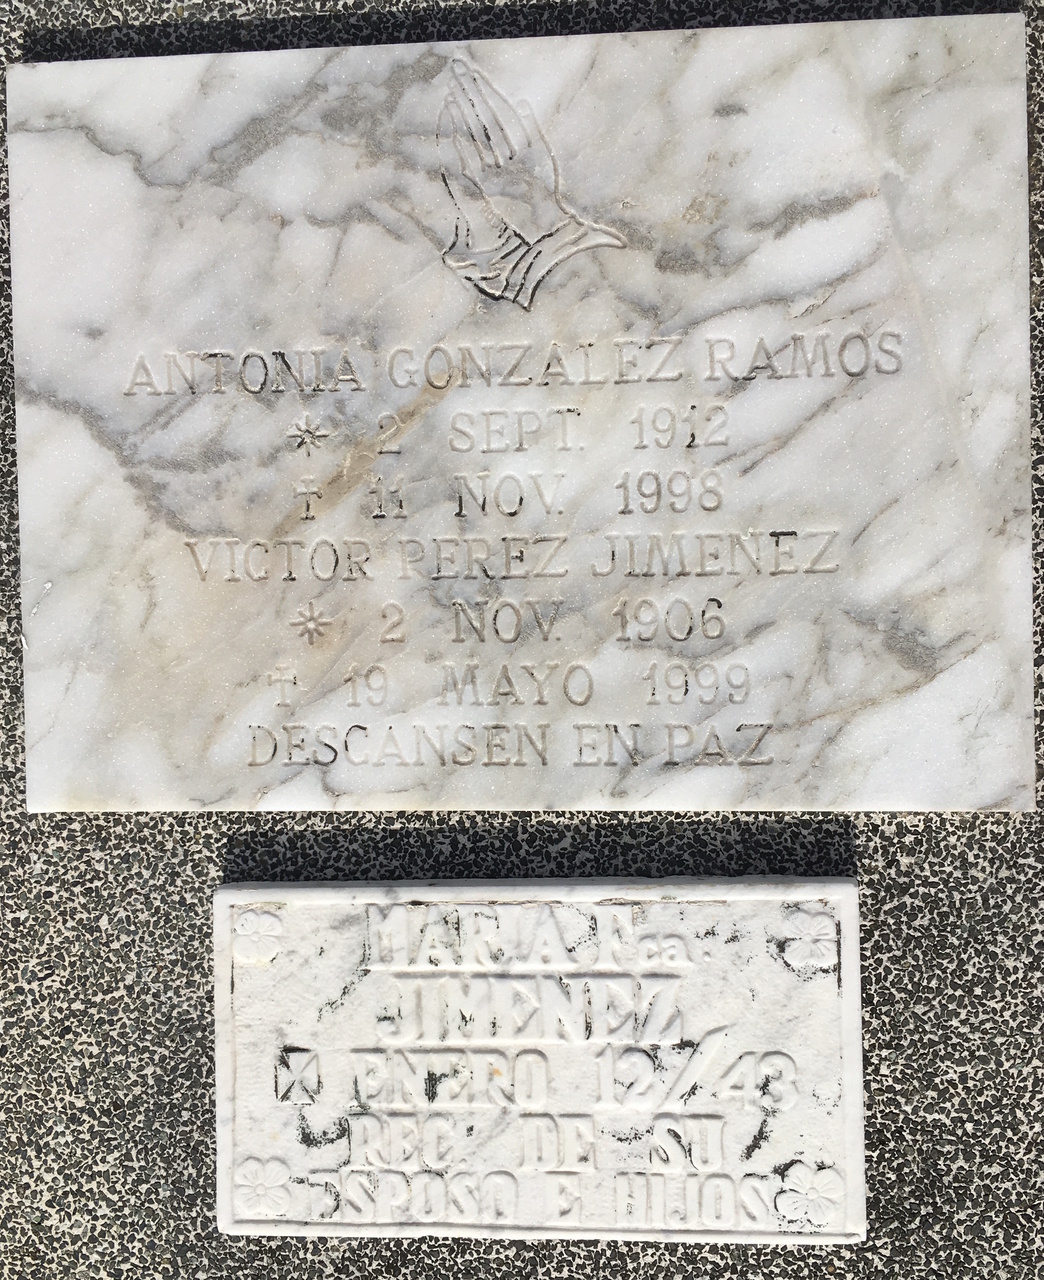 ANTONIA GONZALEZ RAMOS
* 2 SEPT. 1912
† 11 NOV. 1998
VICTOR PEREZ JIMENEZ
* 2 NOV. 1906
† 19 MAYO 1999
DESCANSEN EN PAZ
MARIA Fca.
JIMENEZ
✠ ENERO 12/43
REC. DE SU
ESPOSO E HIJOS